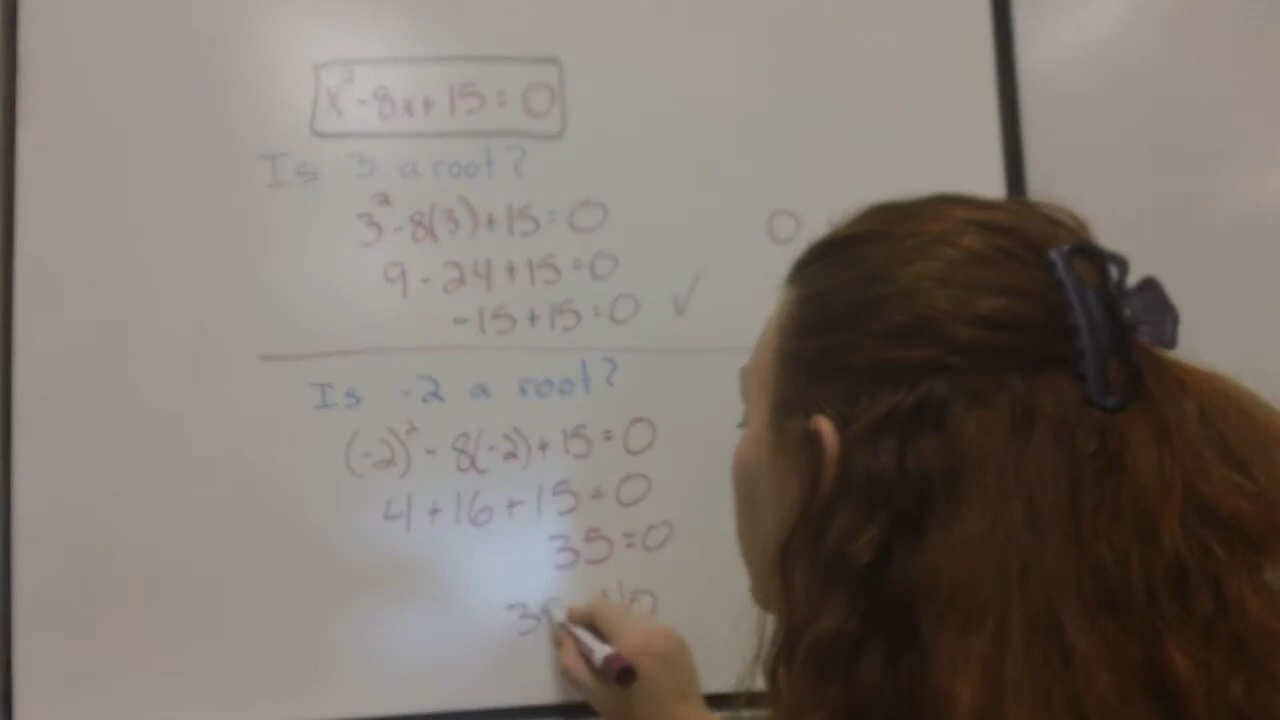 x² - 8x + 15 = 0
Is 3 a root?
3² - 8(3) + 15 = 0
0
9 - 24 + 15 = 0
-15 + 15 = 0 ✓
Is -2 a root?
(-2)² - 8(-2) + 15 = 0
4 + 16 + 15 = 0
35 = 0